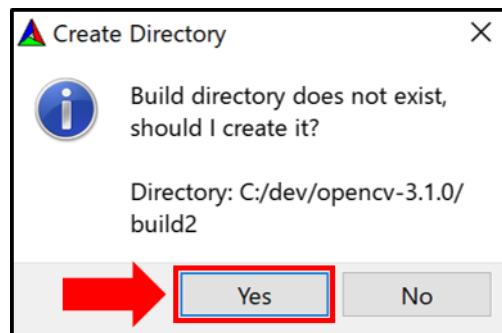 Create Directory
Build directory does not exist,
should I create it?
Directory: C:/dev/opencv-3.1.0/
build2
Yes
No